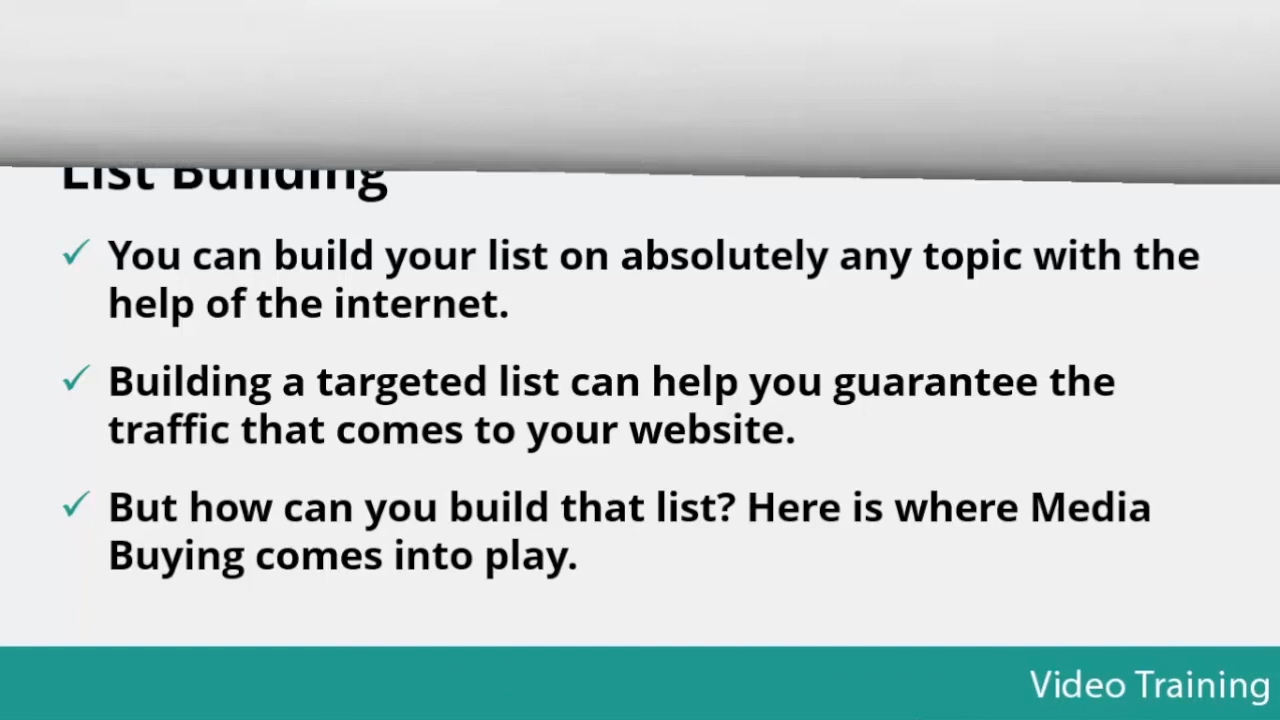 List Building
You can build your list on absolutely any topic with the
help of the internet.
Building a targeted list can help you guarantee the
traffic that comes to your website.
But how can you build that list? Here is where Media
Buying comes into play.
Video Training